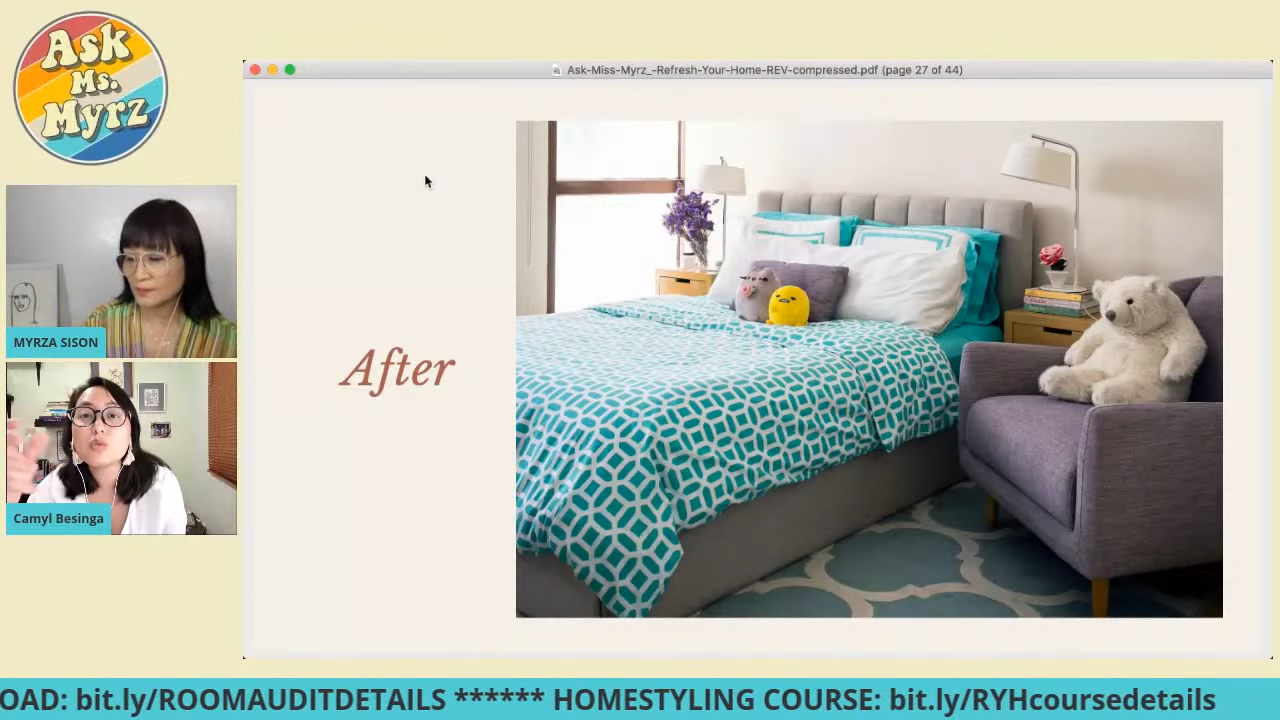 Ask
Ms.
Myrz
Ask-Miss-Myrz_-Refresh-Your-Home-REV-compressed.pdf (page 27 of 44)
After
MYRZA SISON
Camyl Besinga
OAD: bit.ly/ROOMAUDITDETAILS ****** HOMESTYLING COURSE: bit.ly/RYHcoursedetails